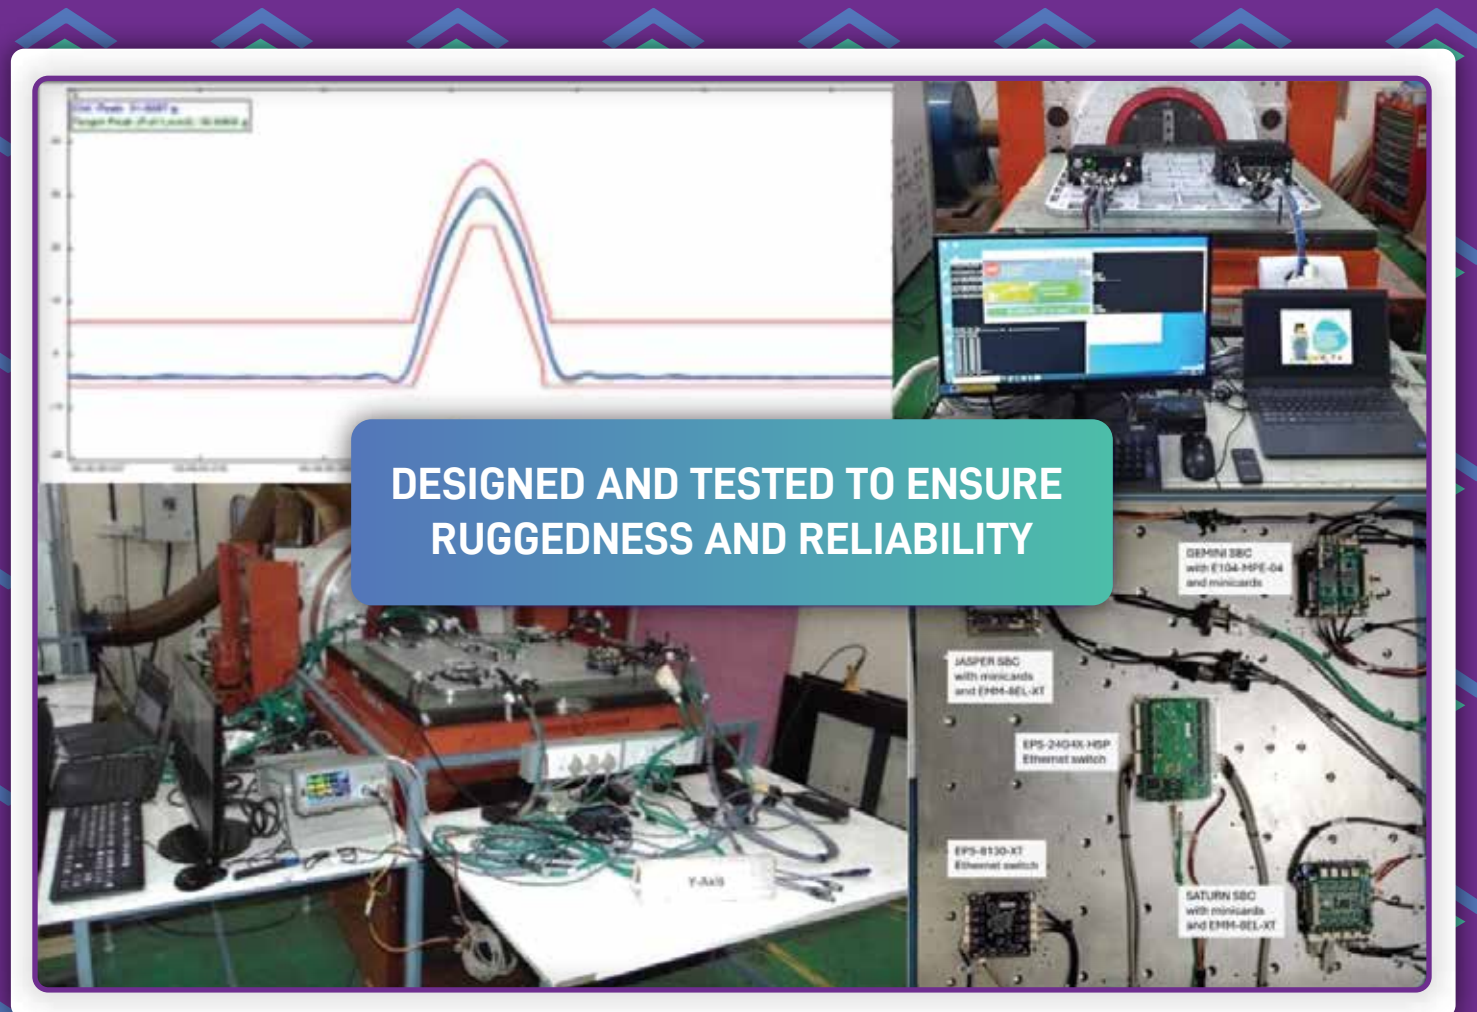 DESIGNED AND TESTED TO ENSURE
RUGGEDNESS AND RELIABILITY
GEMINI SBC
with E104-MPE-04
and minicards
JASPER SBC
with minicards
and EMM-8EL-XT
EPS-24G4X-HSP
Ethernet switch
EPS-8130-XT
Ethernet switch
SATURN SBC
with minicards
and EMM-8EL-XT
Y-Axis